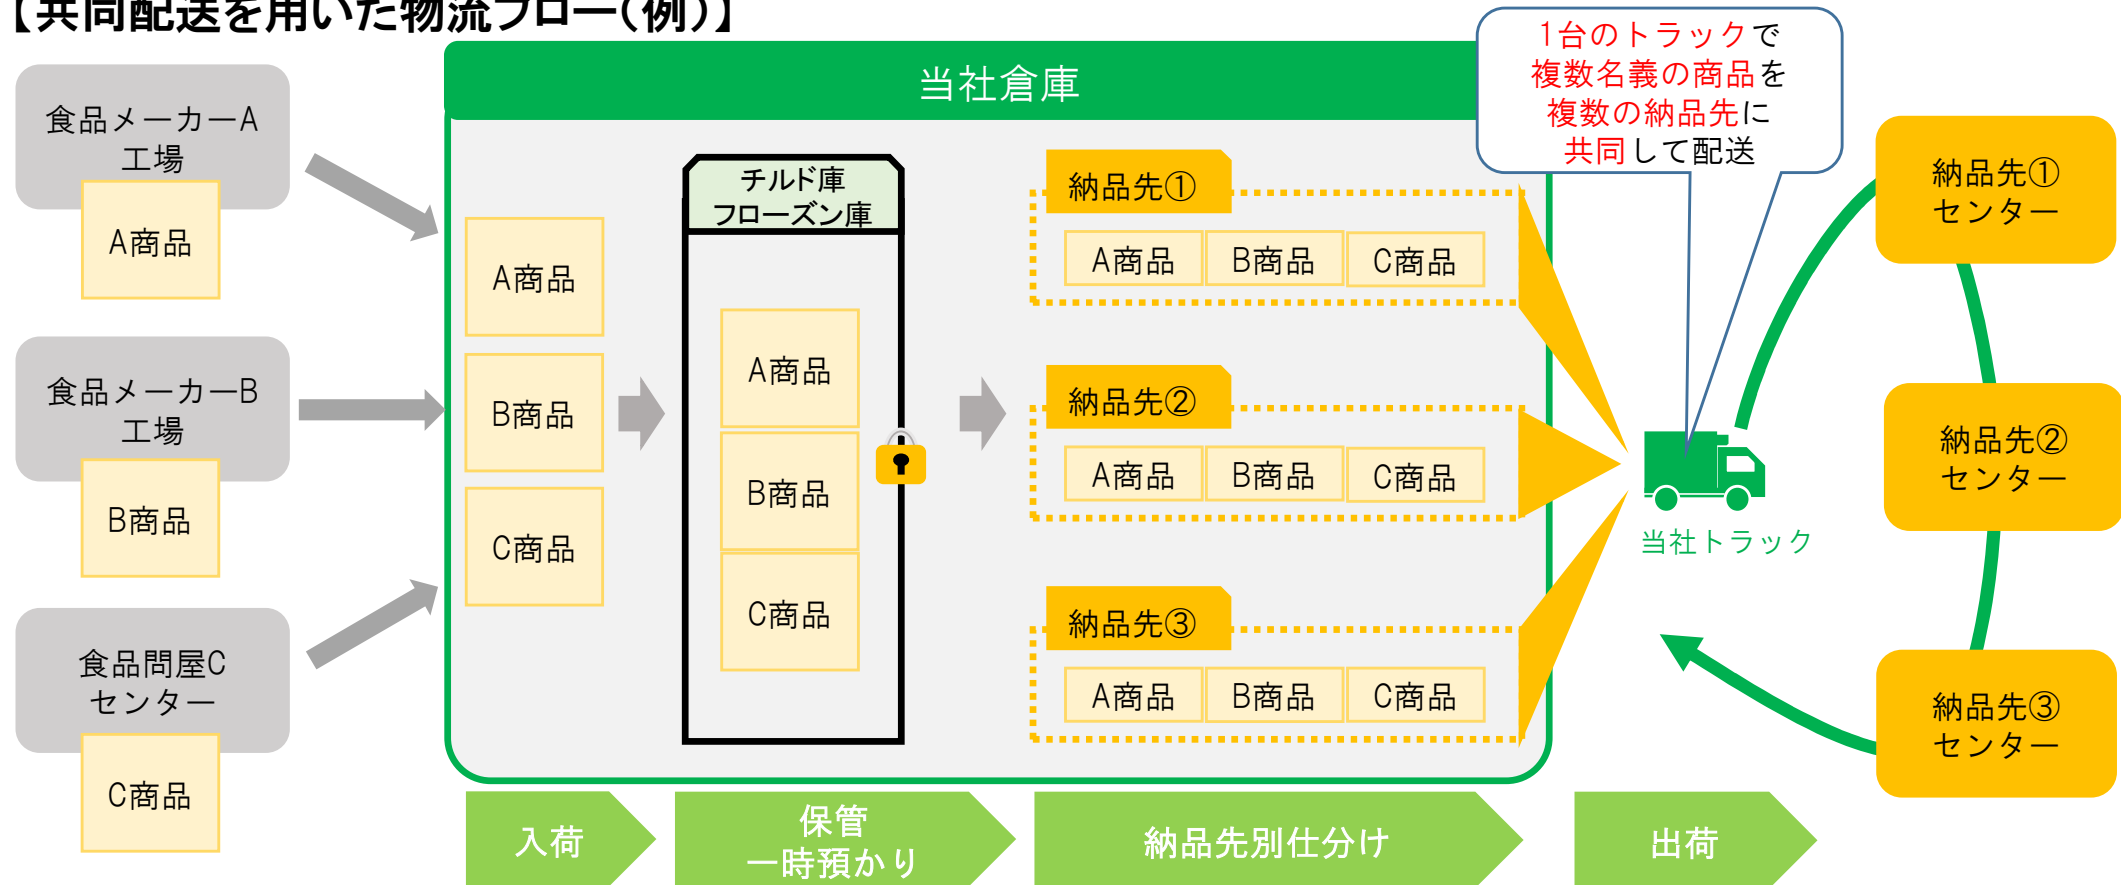 【共同配送を用いた物流フロー(例)】
食品メーカーA
工場
A商品
食品メーカーB
工場
B商品
食品問屋C
センター
C商品
当社倉庫
A商品
B商品
C商品
チルド庫
フローズン庫
A商品
B商品
C商品
納品先①
A商品 B商品 C商品
納品先②
A商品 B商品 C商品
納品先③
A商品 B商品 C商品
1台のトラックで
複数名義の商品を
複数の納品先に
共同して配送
当社トラック
納品先①
センター
納品先②
センター
納品先③
センター
入荷
保管
一時預かり
納品先別仕分け
出荷